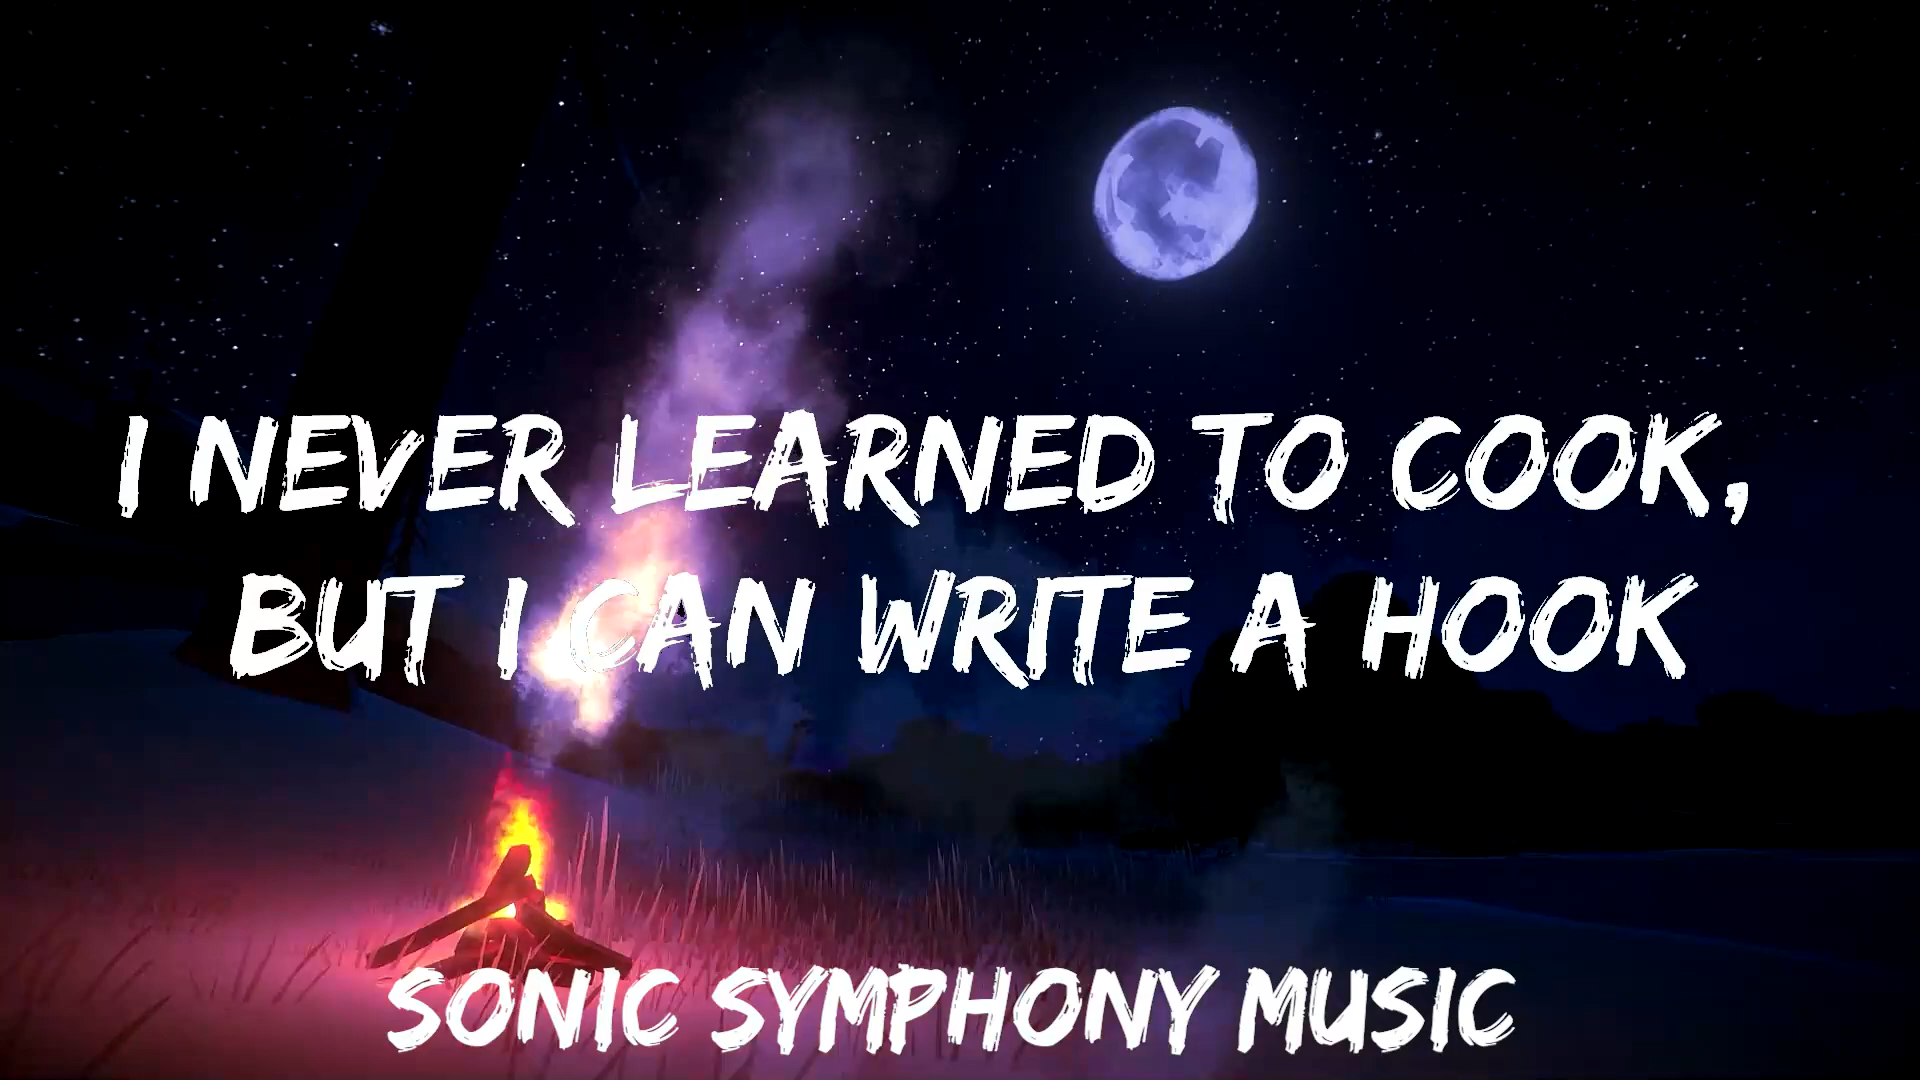 I NEVER LEARNED TO COOK,
BUT I CAN WRITE A HOOK
SONIC SYMPHONY MUSIC